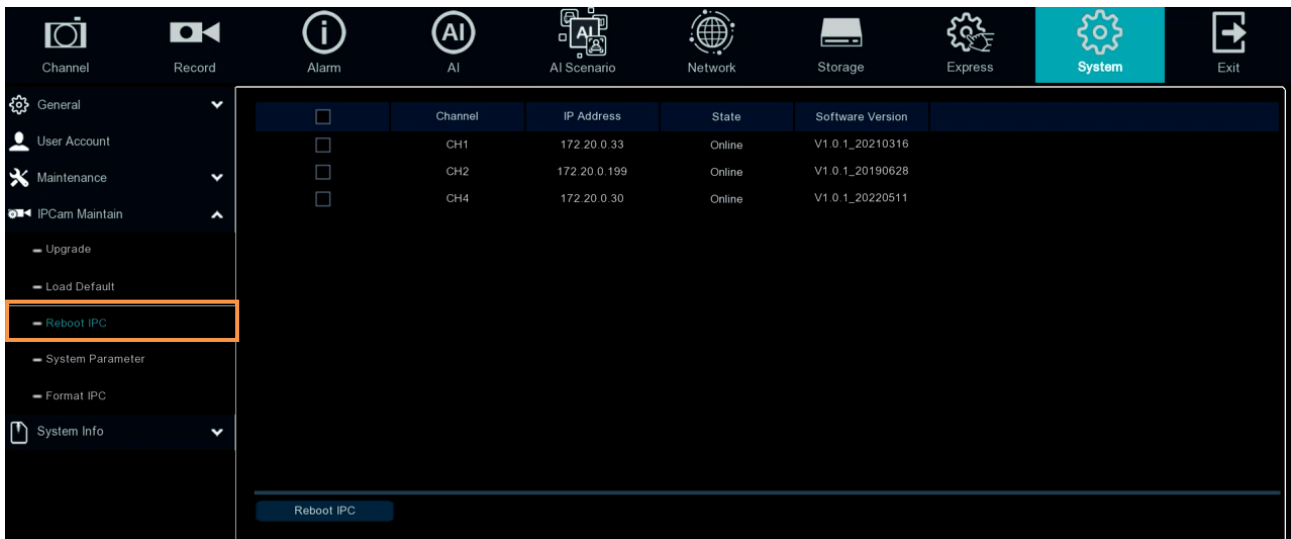 Channel Record Alarm AI AI Scenario Network Storage Express System Exit
General
User Account
Maintenance
IPCam Maintain
Upgrade
Load Default
Reboot IPC
System Parameter
Format IPC
System Info
Channel IP Address State Software Version
CH1 172.20.0.33 Online V1.0.1_20210316
CH2 172.20.0.199 Online V1.0.1_20190628
CH4 172.20.0.30 Online V1.0.1_20220511
Reboot IPC